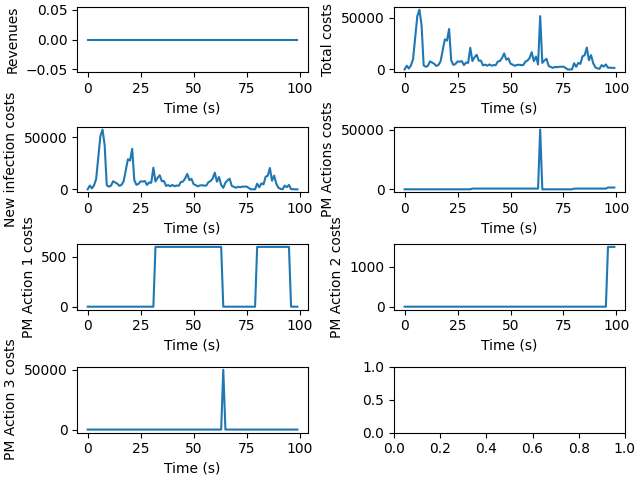 Revenues
0.05
0.00
−0.05
0 25 50 75 100
Time (s)
Total costs
50000
0
0 25 50 75 100
Time (s)
New infection costs
50000
0
0 25 50 75 100
Time (s)
PM Actions costs
50000
0
0 25 50 75 100
Time (s)
PM Action 1 costs
500
0
0 25 50 75 100
Time (s)
PM Action 2 costs
1000
0
0 25 50 75 100
Time (s)
PM Action 3 costs
50000
0
0 25 50 75 100
Time (s)
1.0
0.5
0.0
0.0 0.2 0.4 0.6 0.8 1.0